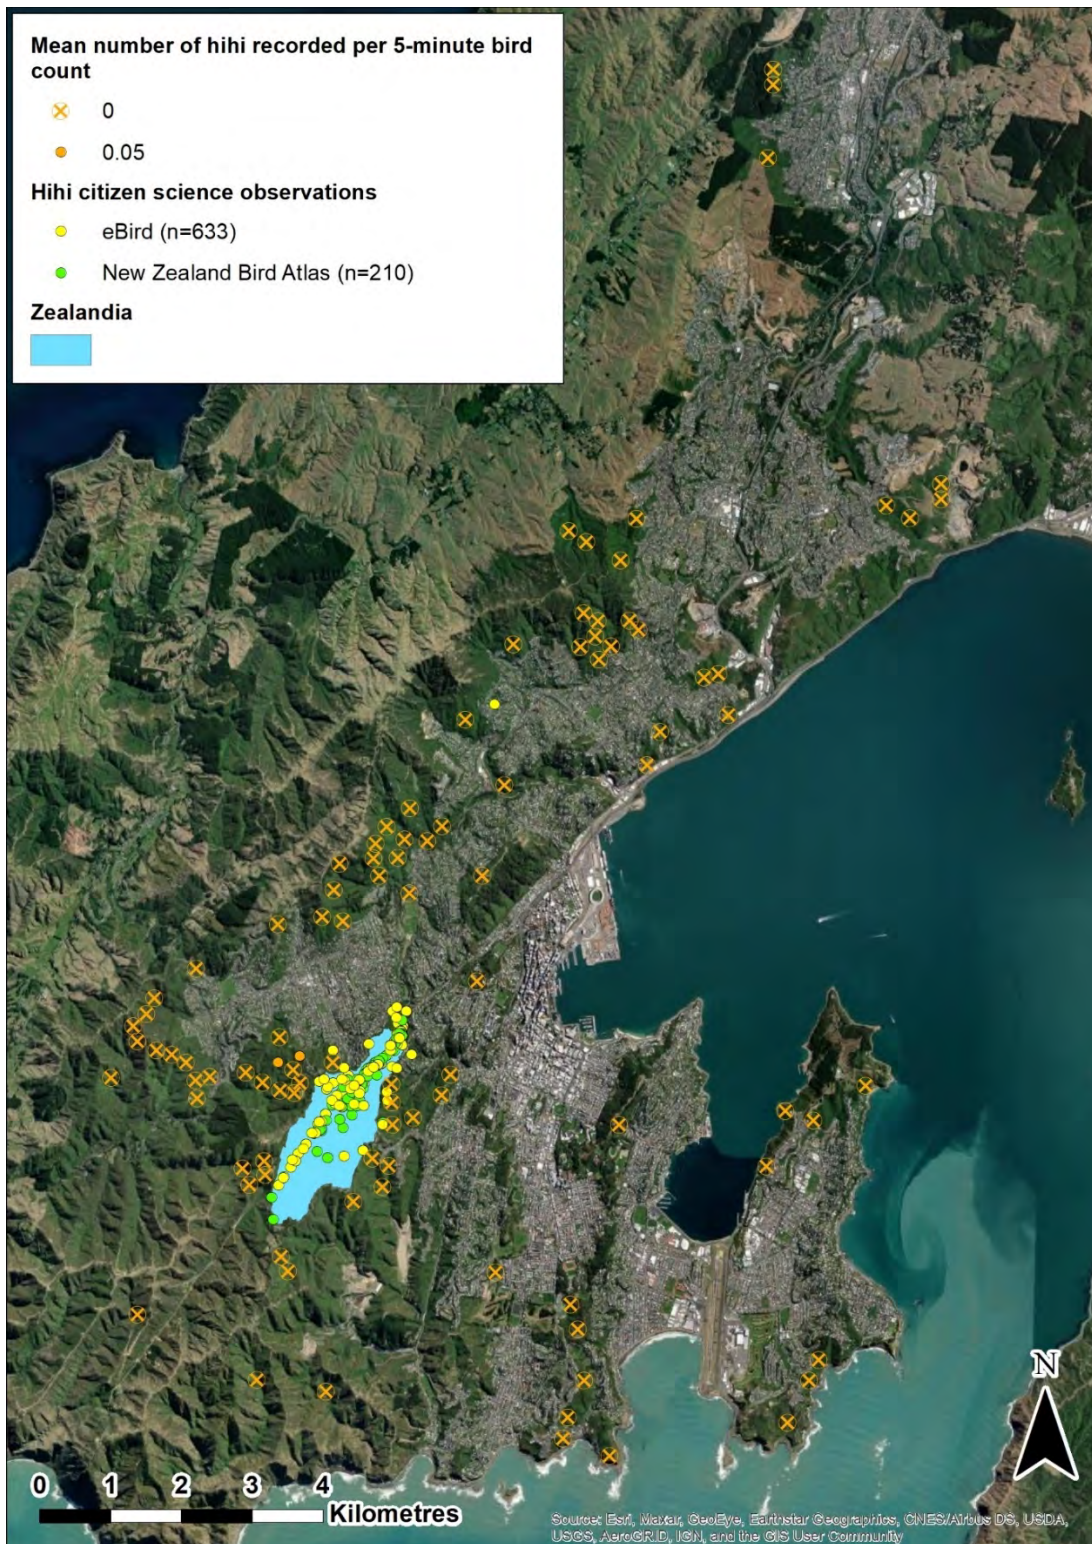 Mean number of hihi recorded per 5-minute bird
count
0
0.05
Hihi citizen science observations
eBird (n=633)
New Zealand Bird Atlas (n=210)
Zealandia
N
0 1 2 3 4
Kilometres
Source: Esri, Maxar, GeoEye, Earthstar Geographics, CNES/Airbus DS, USDA,
USGS, AeroGRID, IGN, and the GIS User Community